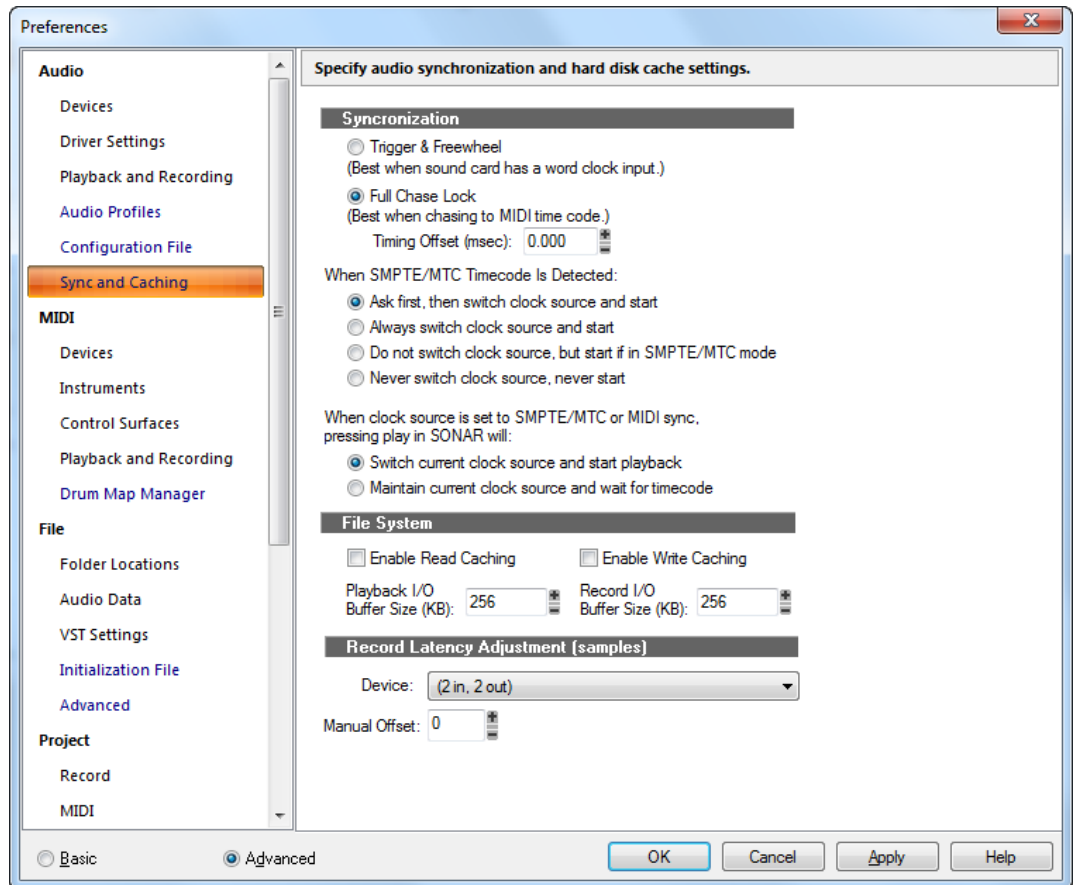 Preferences
Audio
Devices
Driver Settings
Playback and Recording
Audio Profiles
Configuration File
Sync and Caching
MIDI
Devices
Instruments
Control Surfaces
Playback and Recording
Drum Map Manager
File
Folder Locations
Audio Data
VST Settings
Initialization File
Advanced
Project
Record
MIDI
Specify audio synchronization and hard disk cache settings.
Syncronization
Trigger & Freewheel
(Best when sound card has a word clock input.)
Full Chase Lock
(Best when chasing to MIDI time code.)
Timing Offset (msec): 0.000
When SMPTE/MTC Timecode Is Detected:
Ask first, then switch clock source and start
Always switch clock source and start
Do not switch clock source, but start if in SMPTE/MTC mode
Never switch clock source, never start
When clock source is set to SMPTE/MTC or MIDI sync,
pressing play in SONAR will:
Switch current clock source and start playback
Maintain current clock source and wait for timecode
File System
Enable Read Caching
Enable Write Caching
Playback I/O
Buffer Size (KB): 256
Record I/O
Buffer Size (KB): 256
Record Latency Adjustment (samples)
Device: (2 in, 2 out)
Manual Offset: 0
Basic
Advanced
OK
Cancel
Apply
Help